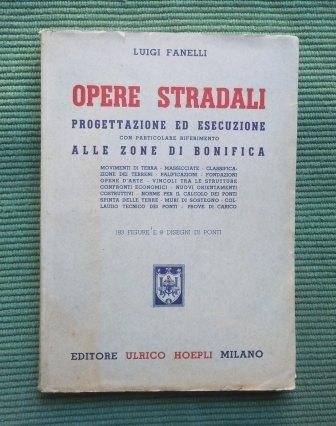 LUIGI FANELLI
OPERE STRADALI
PROGETTAZIONE ED ESECUZIONE
CON PARTICOLARE RIFERIMENTO
ALLE ZONE DI BONIFICA
MOVIMENTI DI TERRA - MASSICCIATE - CLASSIFICA-
ZIONE DEI TERRENI - PALIFICAZIONI - FONDAZIONI
OPERE D'ARTE - VINCOLI TRA LE STRUTTURE
CONFRONTI ECONOMICI - NUOVI ORIENTAMENTI
COSTRUTTIVI - NORME PER IL CALCOLO DEI PONTI
SPINTA DELLE TERRE - MURI DI SOSTEGNO - COL-
LAUDO TECNICO DEI PONTI - PROVE DI CARICO
183 FIGURE E 9 DISEGNI DI PONTI
EDITORE ULRICO HOEPLI MILANO